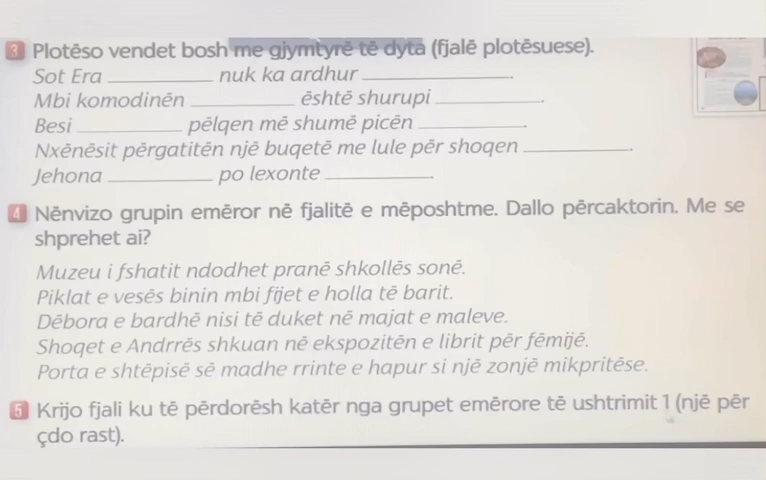 3 Plotëso vendet bosh me gjymtyrë të dyta (fjalë plotësuese).
Sot Era __________ nuk ka ardhur ______________.
Mbi komodinën __________ është shurupi __________.
Besi __________ pëlqen më shumë picën __________.
Nxënësit përgatitën një buqetë me lule për shoqen __________.
Jehona __________ po lexonte __________.
4 Nënvizo grupin emëror në fjalitë e mëposhtme. Dallo përcaktorin. Me se
shprehet ai?
Muzeu i fshatit ndodhet pranë shkollës sonë.
Piklat e vesës binin mbi fijet e holla të barit.
Dëbora e bardhë nisi të duket në majat e maleve.
Shoqet e Andrrës shkuan në ekspozitën e librit për fëmijë.
Porta e shtëpisë së madhe rrinte e hapur si një zonjë mikpritëse.
5 Krijo fjali ku të përdorësh katër nga grupet emërore të ushtrimit 1 (një për
çdo rast).